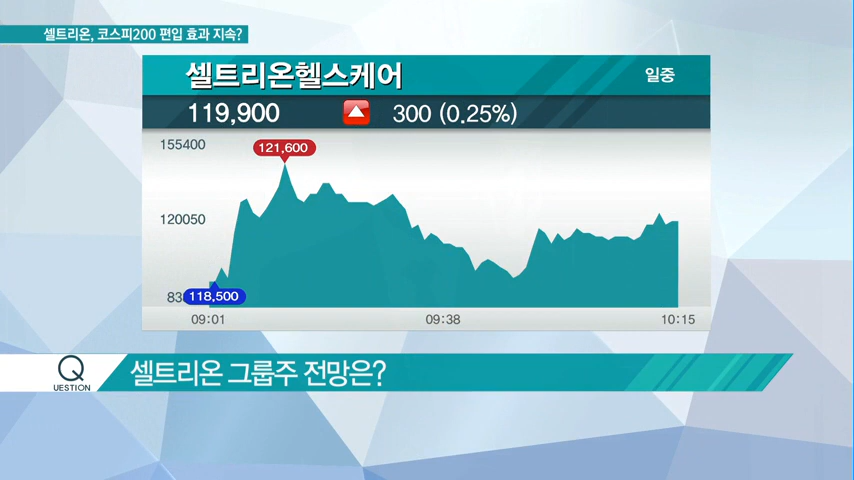 셀트리온, 코스피200 편입 효과 지속?
셀트리온헬스케어
일중
119,900
300 (0.25%)
155400
121,600
120050
83
118,500
09:01
09:38
10:15
Q
UESTION
셀트리온 그룹주 전망은?